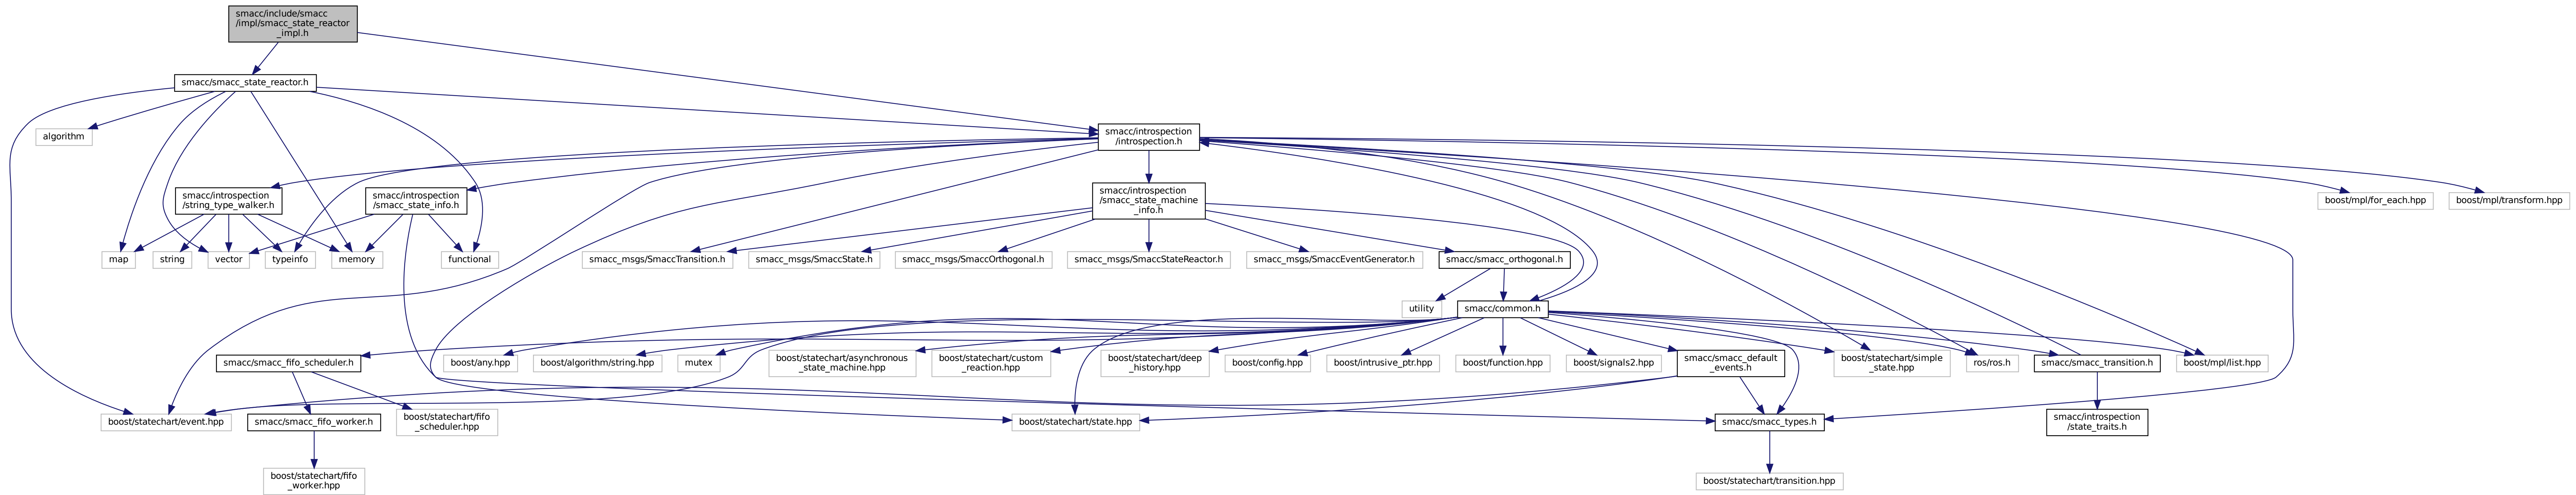 smacc/include/smacc
/impl/smacc_state_reactor
_impl.h
smacc/smacc_state_reactor.h
algorithm
smacc/introspection
/introspection.h
smacc/introspection
/string_type_walker.h
smacc/introspection
/smacc_state_info.h
smacc/introspection
/smacc_state_machine
_info.h
boost/mpl/for_each.hpp
boost/mpl/transform.hpp
map
string
vector
typeinfo
memory
functional
smacc_msgs/SmaccTransition.h
smacc_msgs/SmaccState.h
smacc_msgs/SmaccOrthogonal.h
smacc_msgs/SmaccStateReactor.h
smacc_msgs/SmaccEventGenerator.h
smacc/smacc_orthogonal.h
utility
smacc/common.h
smacc/smacc_fifo_scheduler.h
boost/any.hpp
boost/algorithm/string.hpp
mutex
boost/statechart/asynchronous
_state_machine.hpp
boost/statechart/custom
_reaction.hpp
boost/statechart/deep
_history.hpp
boost/config.hpp
boost/intrusive_ptr.hpp
boost/function.hpp
boost/signals2.hpp
smacc/smacc_default
_events.h
boost/statechart/simple
_state.hpp
ros/ros.h
smacc/smacc_transition.h
boost/mpl/list.hpp
boost/statechart/event.hpp
smacc/smacc_fifo_worker.h
boost/statechart/fifo
_scheduler.hpp
boost/statechart/state.hpp
smacc/smacc_types.h
smacc/introspection
/state_traits.h
boost/statechart/fifo
_worker.hpp
boost/statechart/transition.hpp